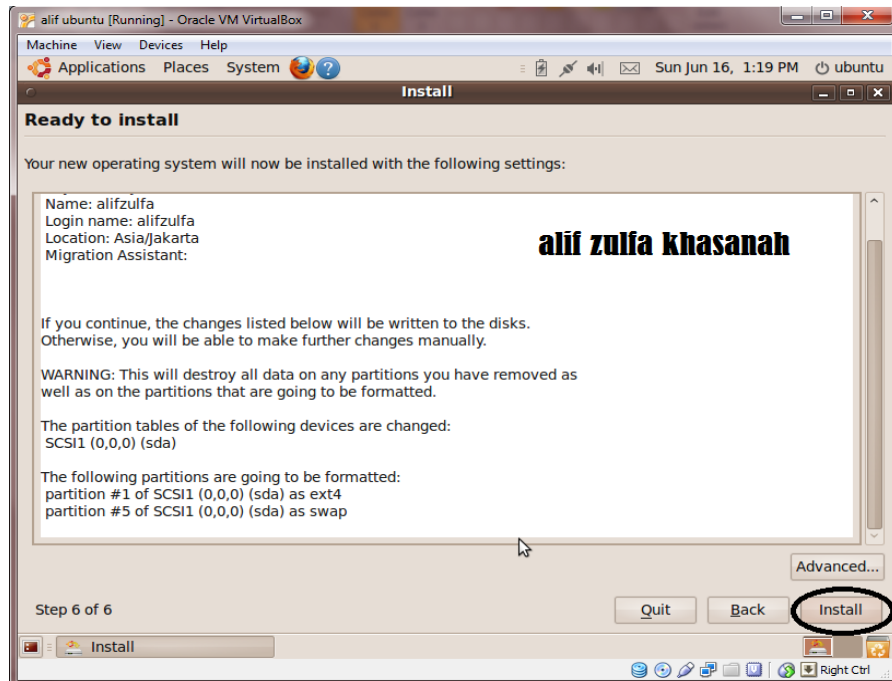 alif ubuntu [Running] - Oracle VM VirtualBox
Machine View Devices Help
Applications Places System Sun Jun 16, 1:19 PM ubuntu
Install
Ready to install
Your new operating system will now be installed with the following settings:
Name: alifzulfa
Login name: alifzulfa
Location: Asia/Jakarta
Migration Assistant:
alif zulfa khasanah
If you continue, the changes listed below will be written to the disks.
Otherwise, you will be able to make further changes manually.
WARNING: This will destroy all data on any partitions you have removed as
well as on the partitions that are going to be formatted.
The partition tables of the following devices are changed:
SCSI1 (0,0,0) (sda)
The following partitions are going to be formatted:
partition #1 of SCSI1 (0,0,0) (sda) as ext4
partition #5 of SCSI1 (0,0,0) (sda) as swap
Advanced...
Step 6 of 6 Quit Back Install
Install
Right Ctrl